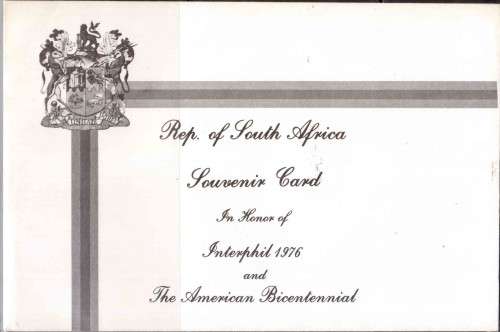 Rep. of South Africa
Souvenir Card
In Honor of
Interphil 1976
and
The American Bicentennial